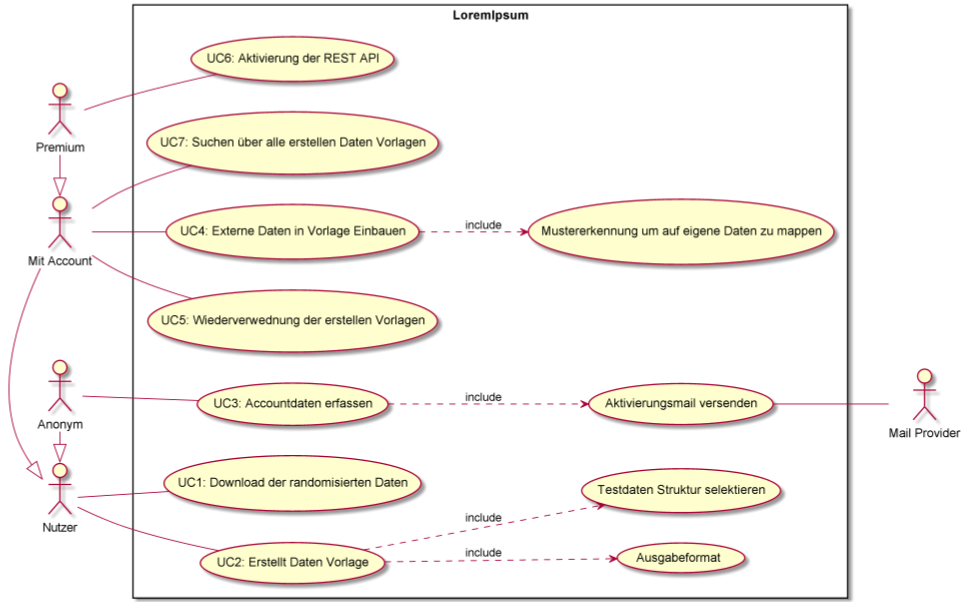 LoremIpsum
UC6: Aktivierung der REST API
Premium
UC7: Suchen über alle erstellen Daten Vorlagen
Mit Account
UC4: Externe Daten in Vorlage Einbauen
include
Mustererkennung um auf eigene Daten zu mappen
UC5: Wiederverwednung der erstellen Vorlagen
Anonym
UC3: Accountdaten erfassen
include
Aktivierungsmail versenden
Mail Provider
UC1: Download der randomisierten Daten
Testdaten Struktur selektieren
Nutzer
include
UC2: Erstellt Daten Vorlage
include
Ausgabeformat